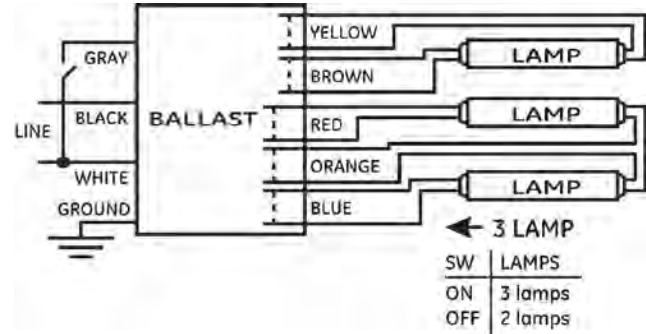 YELLOW
GRAY
LAMP
BROWN
BLACK
BALLAST
LINE
RED
LAMP
ORANGE
WHITE
LAMP
GROUND
BLUE
3 LAMP
SW LAMPS
ON 3 lamps
OFF 2 lamps